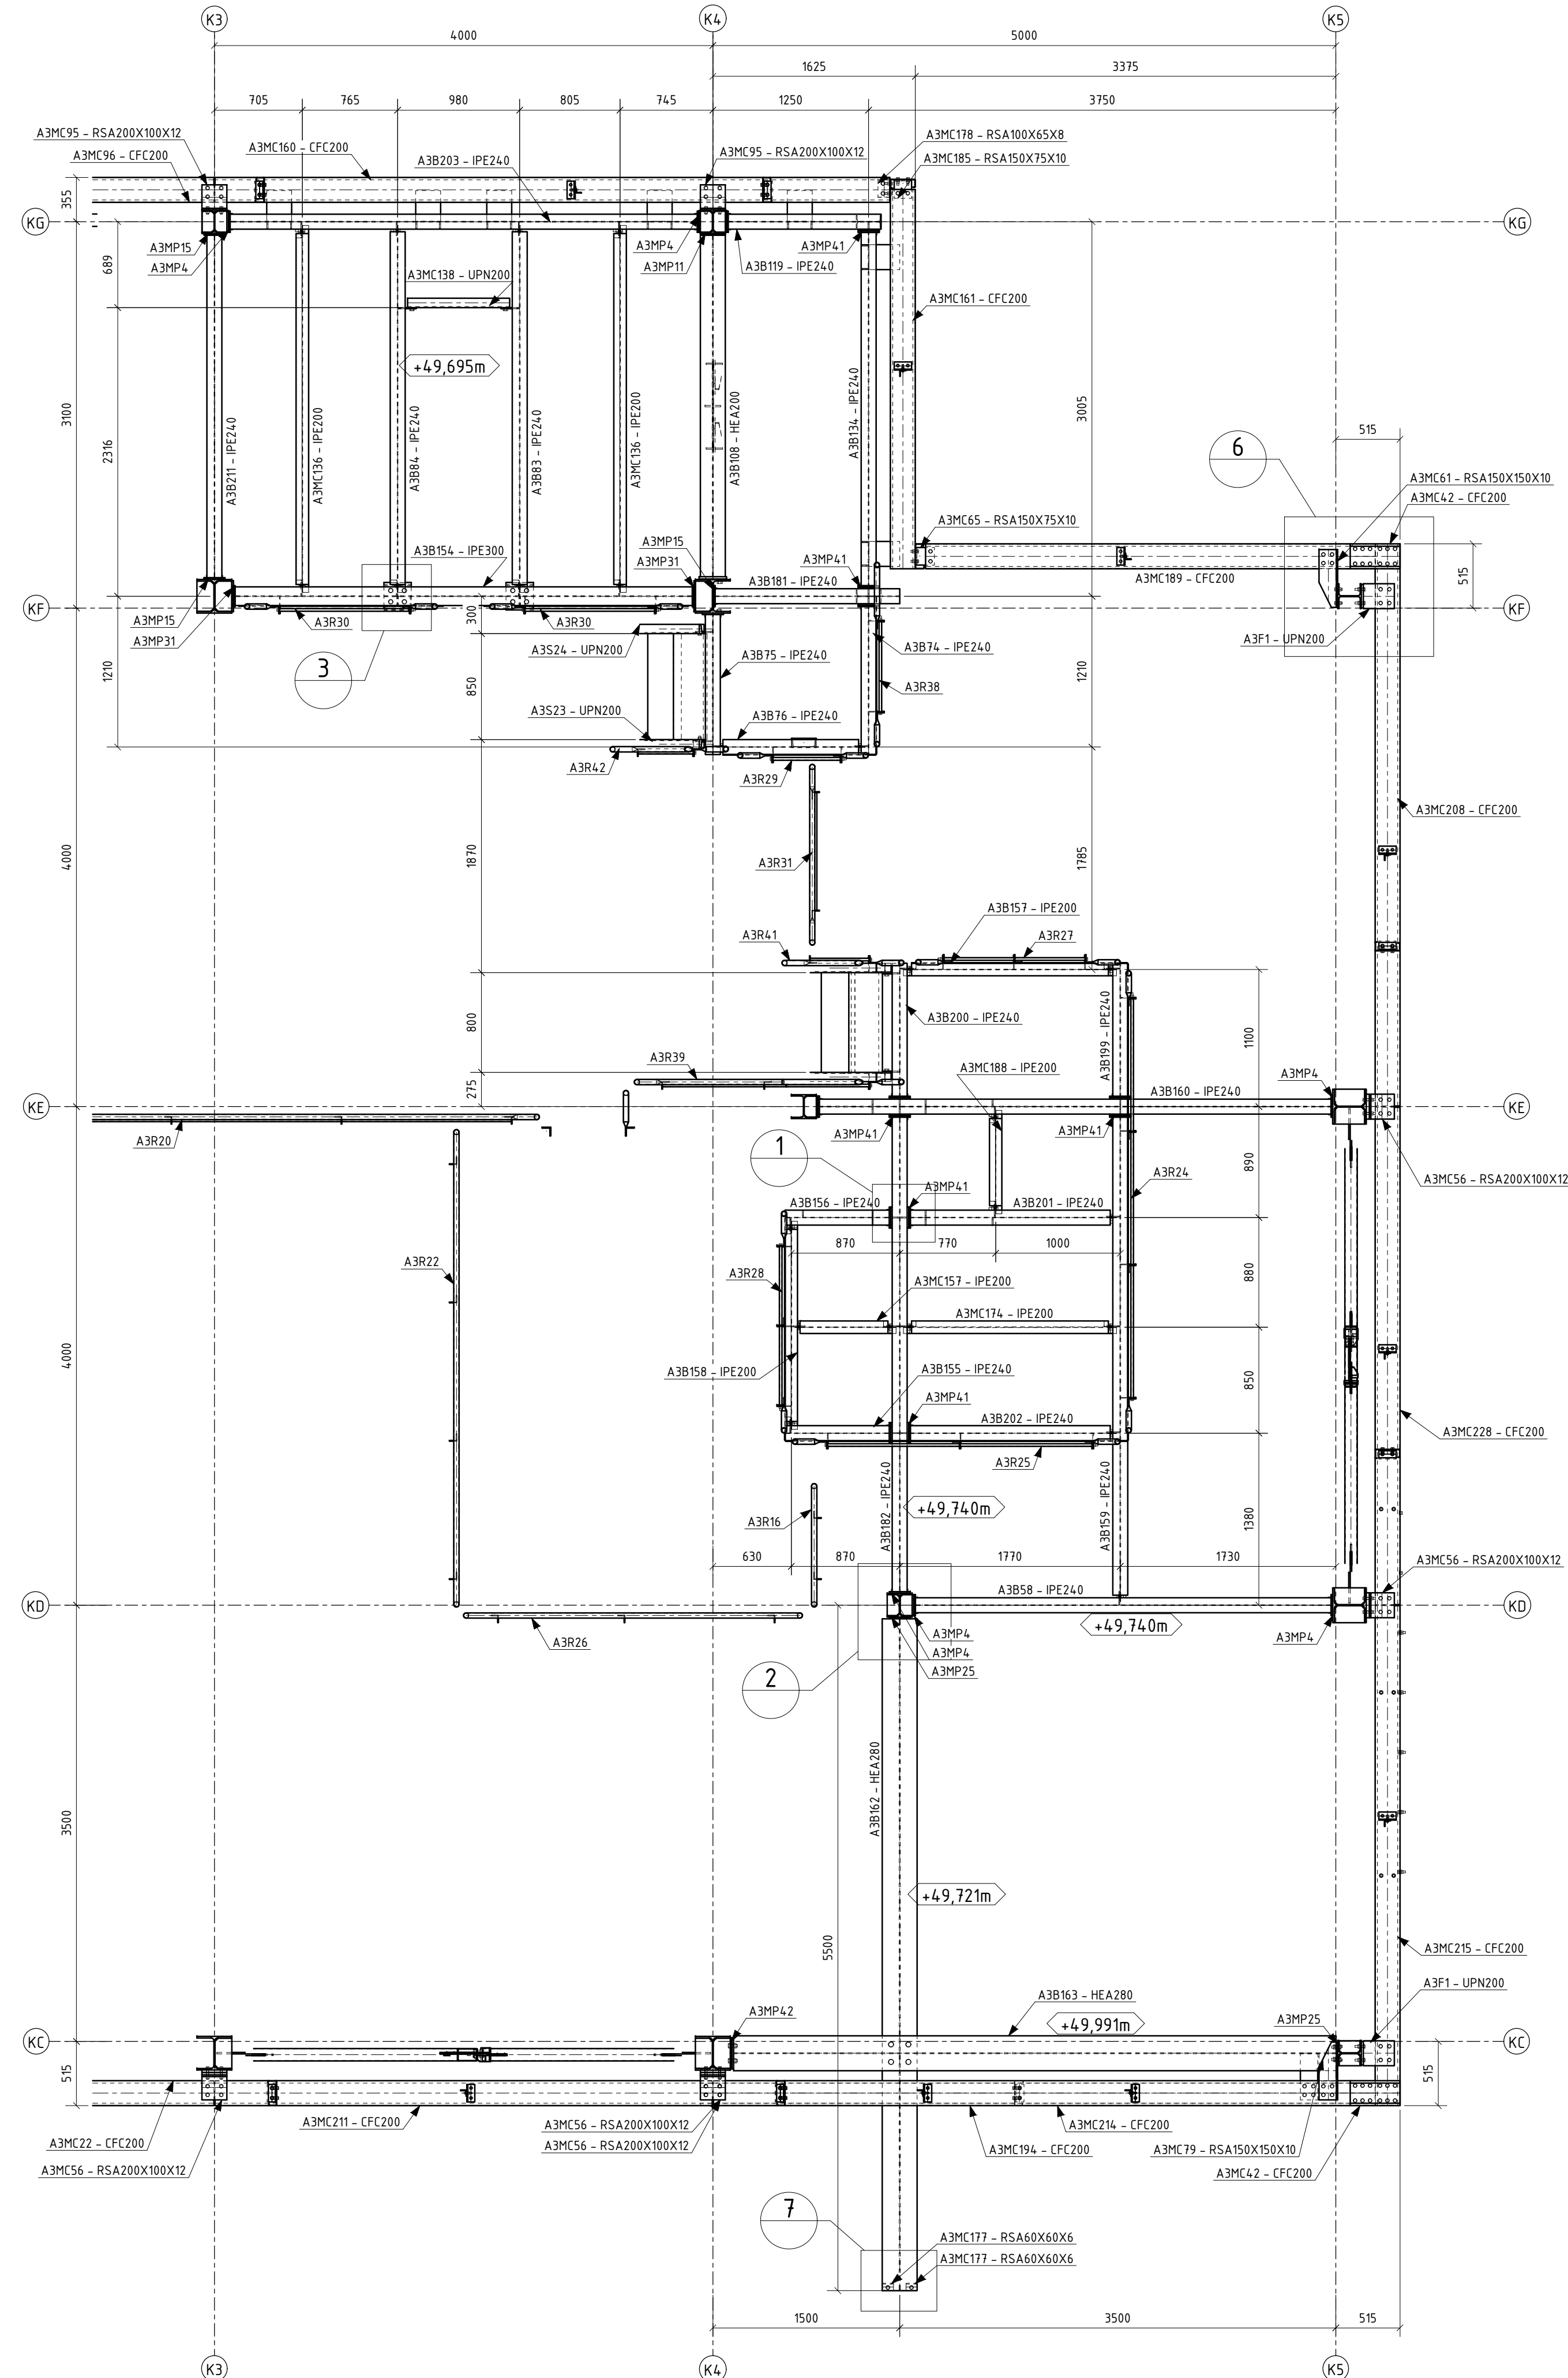 K3
K4
K5
4000
5000
1625
3375
705
765
980
805
745
1250
3750
A3MC95 - RSA200X100X12
A3MC96 - CFC200
A3MC160 - CFC200
A3B203 - IPE240
A3MC95 - RSA200X100X12
A3MC178 - RSA100X65X8
A3MC185 - RSA150X75X10
355
KG
KG
A3MP15
A3MP4
A3MP4
A3MP11
A3B119 - IPE240
A3MP41
689
A3MC138 - UPN200
A3MC161 - CFC200
+49,695m
3100
2316
3005
A3B211 - IPE240
A3MC136 - IPE200
A3B84 - IPE240
A3B83 - IPE240
A3MC136 - IPE200
A3B108 - HEA200
A3B134 - IPE240
515
6
A3MC61 - RSA150X150X10
A3MC42 - CFC200
A3MC65 - RSA150X75X10
A3MP15
A3MP31
A3B154 - IPE300
A3MP41
A3B181 - IPE240
A3MC189 - CFC200
515
KF
KF
A3MP15
A3MP31
A3R30
A3R30
300
A3S24 - UPN200
A3F1 - UPN200
3
1210
850
A3B75 - IPE240
A3B74 - IPE240
A3R38
1210
A3S23 - UPN200
A3B76 - IPE240
A3R42
A3R29
A3MC208 - CFC200
4000
1870
A3R31
1785
A3B157 - IPE200
A3R41
A3R27
800
A3B200 - IPE240
A3B199 - IPE240
1100
A3R39
A3MC188 - IPE200
A3MP4
275
A3B160 - IPE240
KE
KE
A3R20
A3MP41
A3MP41
1
890
A3R24
A3MC56 - RSA200X100X12
A3MP41
A3B156 - IPE240
A3B201 - IPE240
870
770
1000
A3R22
A3R28
A3MC157 - IPE200
880
A3MC174 - IPE200
4000
A3B158 - IPE200
A3B155 - IPE240
A3MP41
850
A3B202 - IPE240
A3MC228 - CFC200
A3R25
A3B182 - IPE240
+49,740m
A3B159 - IPE240
1380
A3R16
630
870
1770
1730
A3MC56 - RSA200X100X12
A3B58 - IPE240
KD
KD
A3R26
A3MP4
A3MP4
A3MP25
+49,740m
A3MP4
2
A3B162 - HEA280
3500
+49,721m
5500
A3MC215 - CFC200
A3F1 - UPN200
A3MP42
A3B163 - HEA280
+49,991m
A3MP25
KC
KC
515
515
A3MC22 - CFC200
A3MC211 - CFC200
A3MC56 - RSA200X100X12
A3MC56 - RSA200X100X12
A3MC56 - RSA200X100X12
A3MC194 - CFC200
A3MC214 - CFC200
A3MC79 - RSA150X150X10
A3MC42 - CFC200
7
A3MC177 - RSA60X60X6
A3MC177 - RSA60X60X6
1500
3500
515
K3
K4
K5